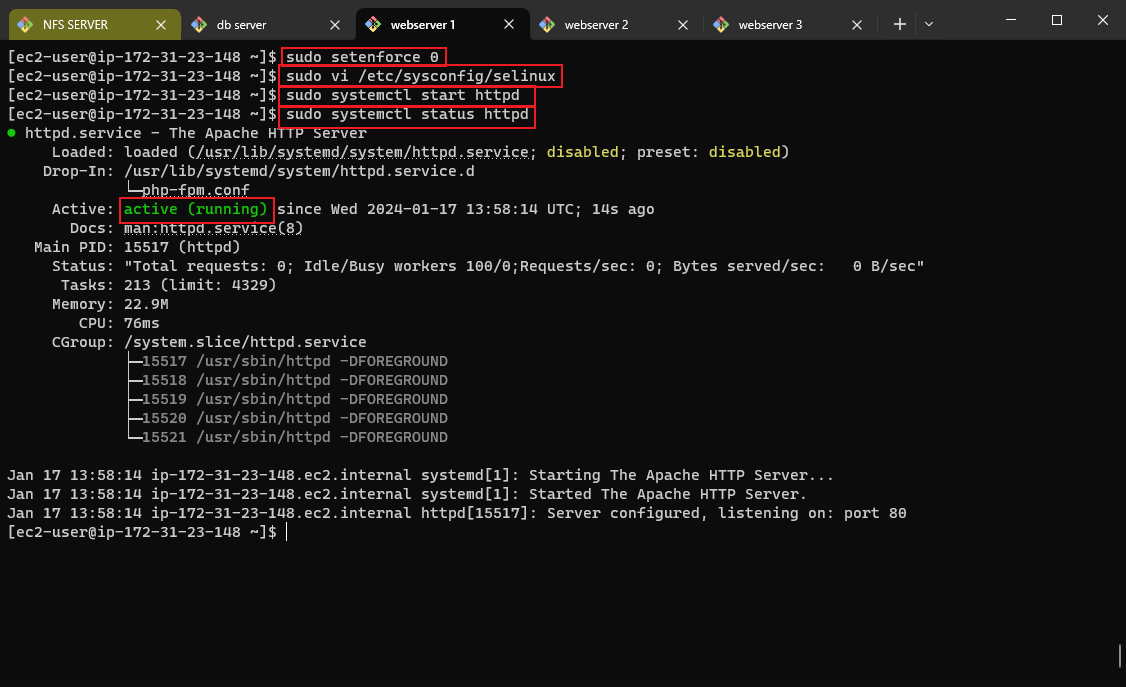 NFS SERVER db server webserver 1 webserver 2 webserver 3
[ec2-user@ip-172-31-23-148 ~]$ sudo setenforce 0
[ec2-user@ip-172-31-23-148 ~]$ sudo vi /etc/sysconfig/selinux
[ec2-user@ip-172-31-23-148 ~]$ sudo systemctl start httpd
[ec2-user@ip-172-31-23-148 ~]$ sudo systemctl status httpd
● httpd.service - The Apache HTTP Server
Loaded: loaded (/usr/lib/systemd/system/httpd.service; disabled; preset: disabled)
Drop-In: /usr/lib/systemd/system/httpd.service.d
└─php-fpm.conf
Active: active (running) since Wed 2024-01-17 13:58:14 UTC; 14s ago
Docs: man:httpd.service(8)
Main PID: 15517 (httpd)
Status: "Total requests: 0; Idle/Busy workers 100/0;Requests/sec: 0; Bytes served/sec:   0 B/sec"
Tasks: 213 (limit: 4329)
Memory: 22.9M
CPU: 76ms
CGroup: /system.slice/httpd.service
├─15517 /usr/sbin/httpd -DFOREGROUND
├─15518 /usr/sbin/httpd -DFOREGROUND
├─15519 /usr/sbin/httpd -DFOREGROUND
├─15520 /usr/sbin/httpd -DFOREGROUND
└─15521 /usr/sbin/httpd -DFOREGROUND
Jan 17 13:58:14 ip-172-31-23-148.ec2.internal systemd[1]: Starting The Apache HTTP Server...
Jan 17 13:58:14 ip-172-31-23-148.ec2.internal systemd[1]: Started The Apache HTTP Server.
Jan 17 13:58:14 ip-172-31-23-148.ec2.internal httpd[15517]: Server configured, listening on: port 80
[ec2-user@ip-172-31-23-148 ~]$